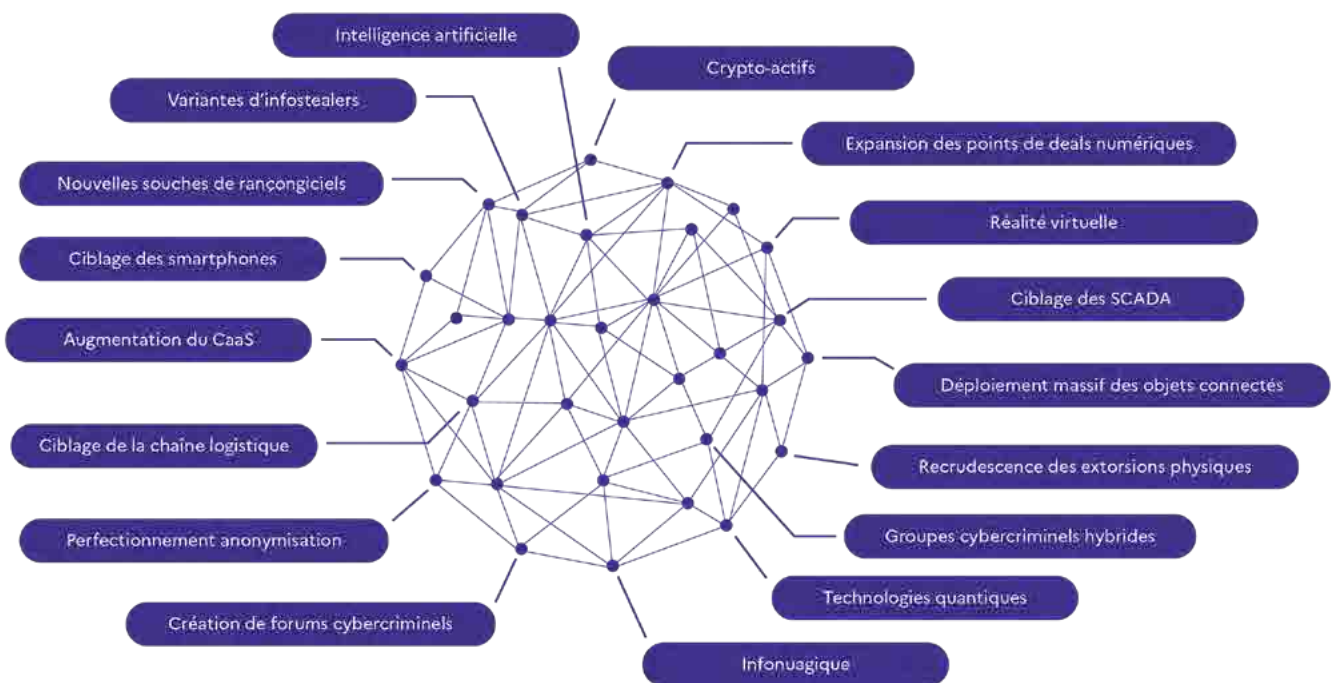 Intelligence artificielle
Crypto-actifs
Variantes d'infostealers
Expansion des points de deals numériques
Nouvelles souches de rançongiciels
Réalité virtuelle
Ciblage des smartphones
Ciblage des SCADA
Augmentation du CaaS
Déploiement massif des objets connectés
Ciblage de la chaîne logistique
Recrudescence des extorsions physiques
Perfectionnement anonymisation
Groupes cybercriminels hybrides
Technologies quantiques
Création de forums cybercriminels
Infonuagique